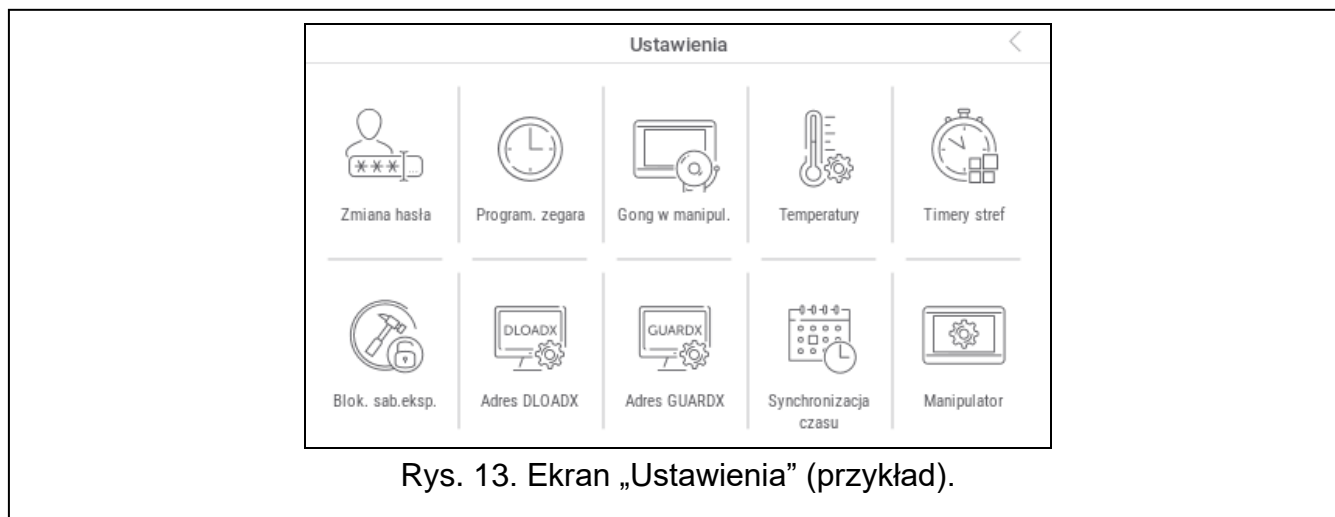 Ustawienia
***
Zmiana hasła
Program. zegara
Gong w manipul.
Temperatury
Timery stref
DLOADX
GUARDX
Blok. sab.eksp.
Adres DLOADX
Adres GUARDX
Synchronizacja
czasu
Manipulator
Rys. 13. Ekran „Ustawienia” (przykład).